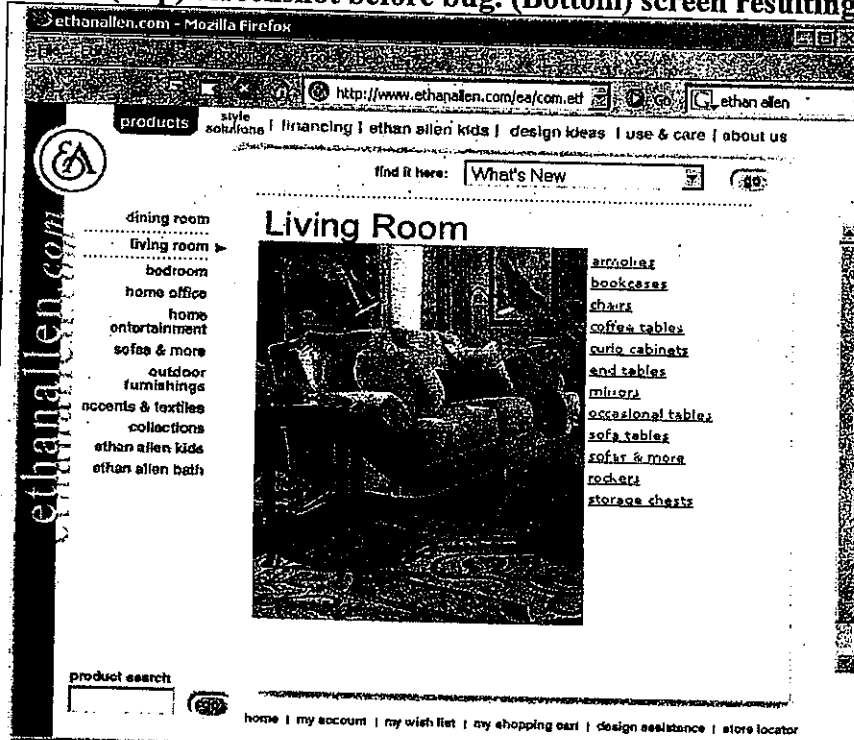 screenshot before bug. (Bottom) screen resulting
ethanallen.com - Mozilla Firefox
http://www.ethanallen.com/ea/com.etl
Go
ethan allen
products
style solutions | financing | ethan allen kids | design ideas | use & care | about us
EA
find it here: What's New go
ethanallen.com
dining room
living room
bedroom
home office
home
entertainment
sofas & more
outdoor
furnishings
accents & textiles
collections
ethan allen kids
ethan allen bath
Living Room
armoires
bookcases
chairs
coffee tables
curio cabinets
end tables
mirrors
occasional tables
sofa tables
sofas & more
rockers
storage chests
product search
go
home | my account | my wish list | my shopping cart | design assistance | store locator